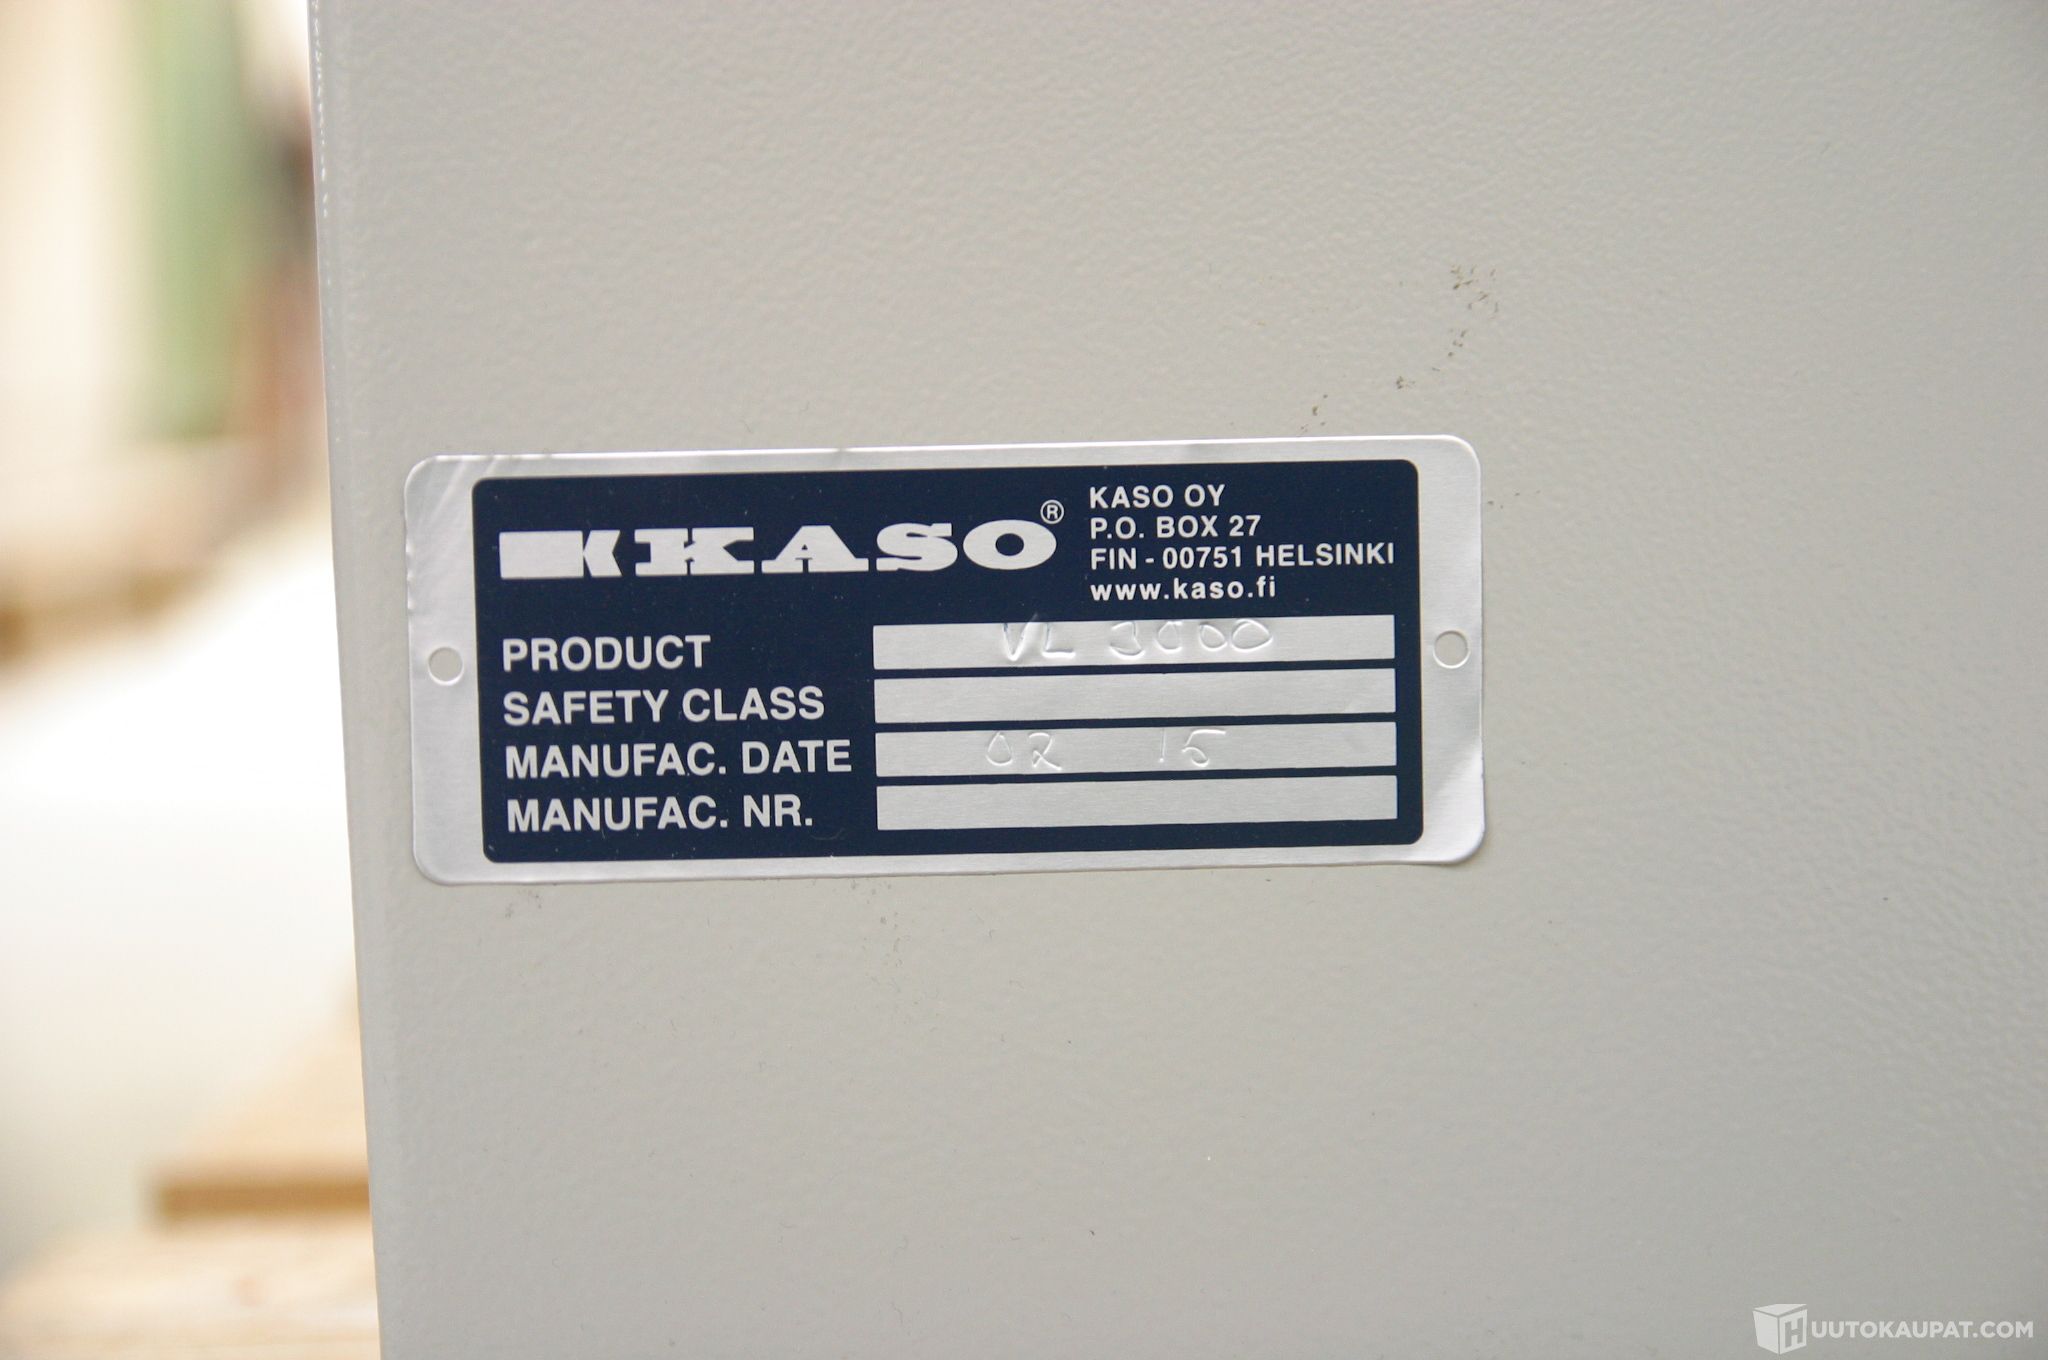 KASO®
KASO OY
P.O. BOX 27
FIN - 00751 HELSINKI
www.kaso.fi
PRODUCT VL 3000
SAFETY CLASS
MANUFAC. DATE 02 15
MANUFAC. NR.
HUUTOKAUPAT.COM